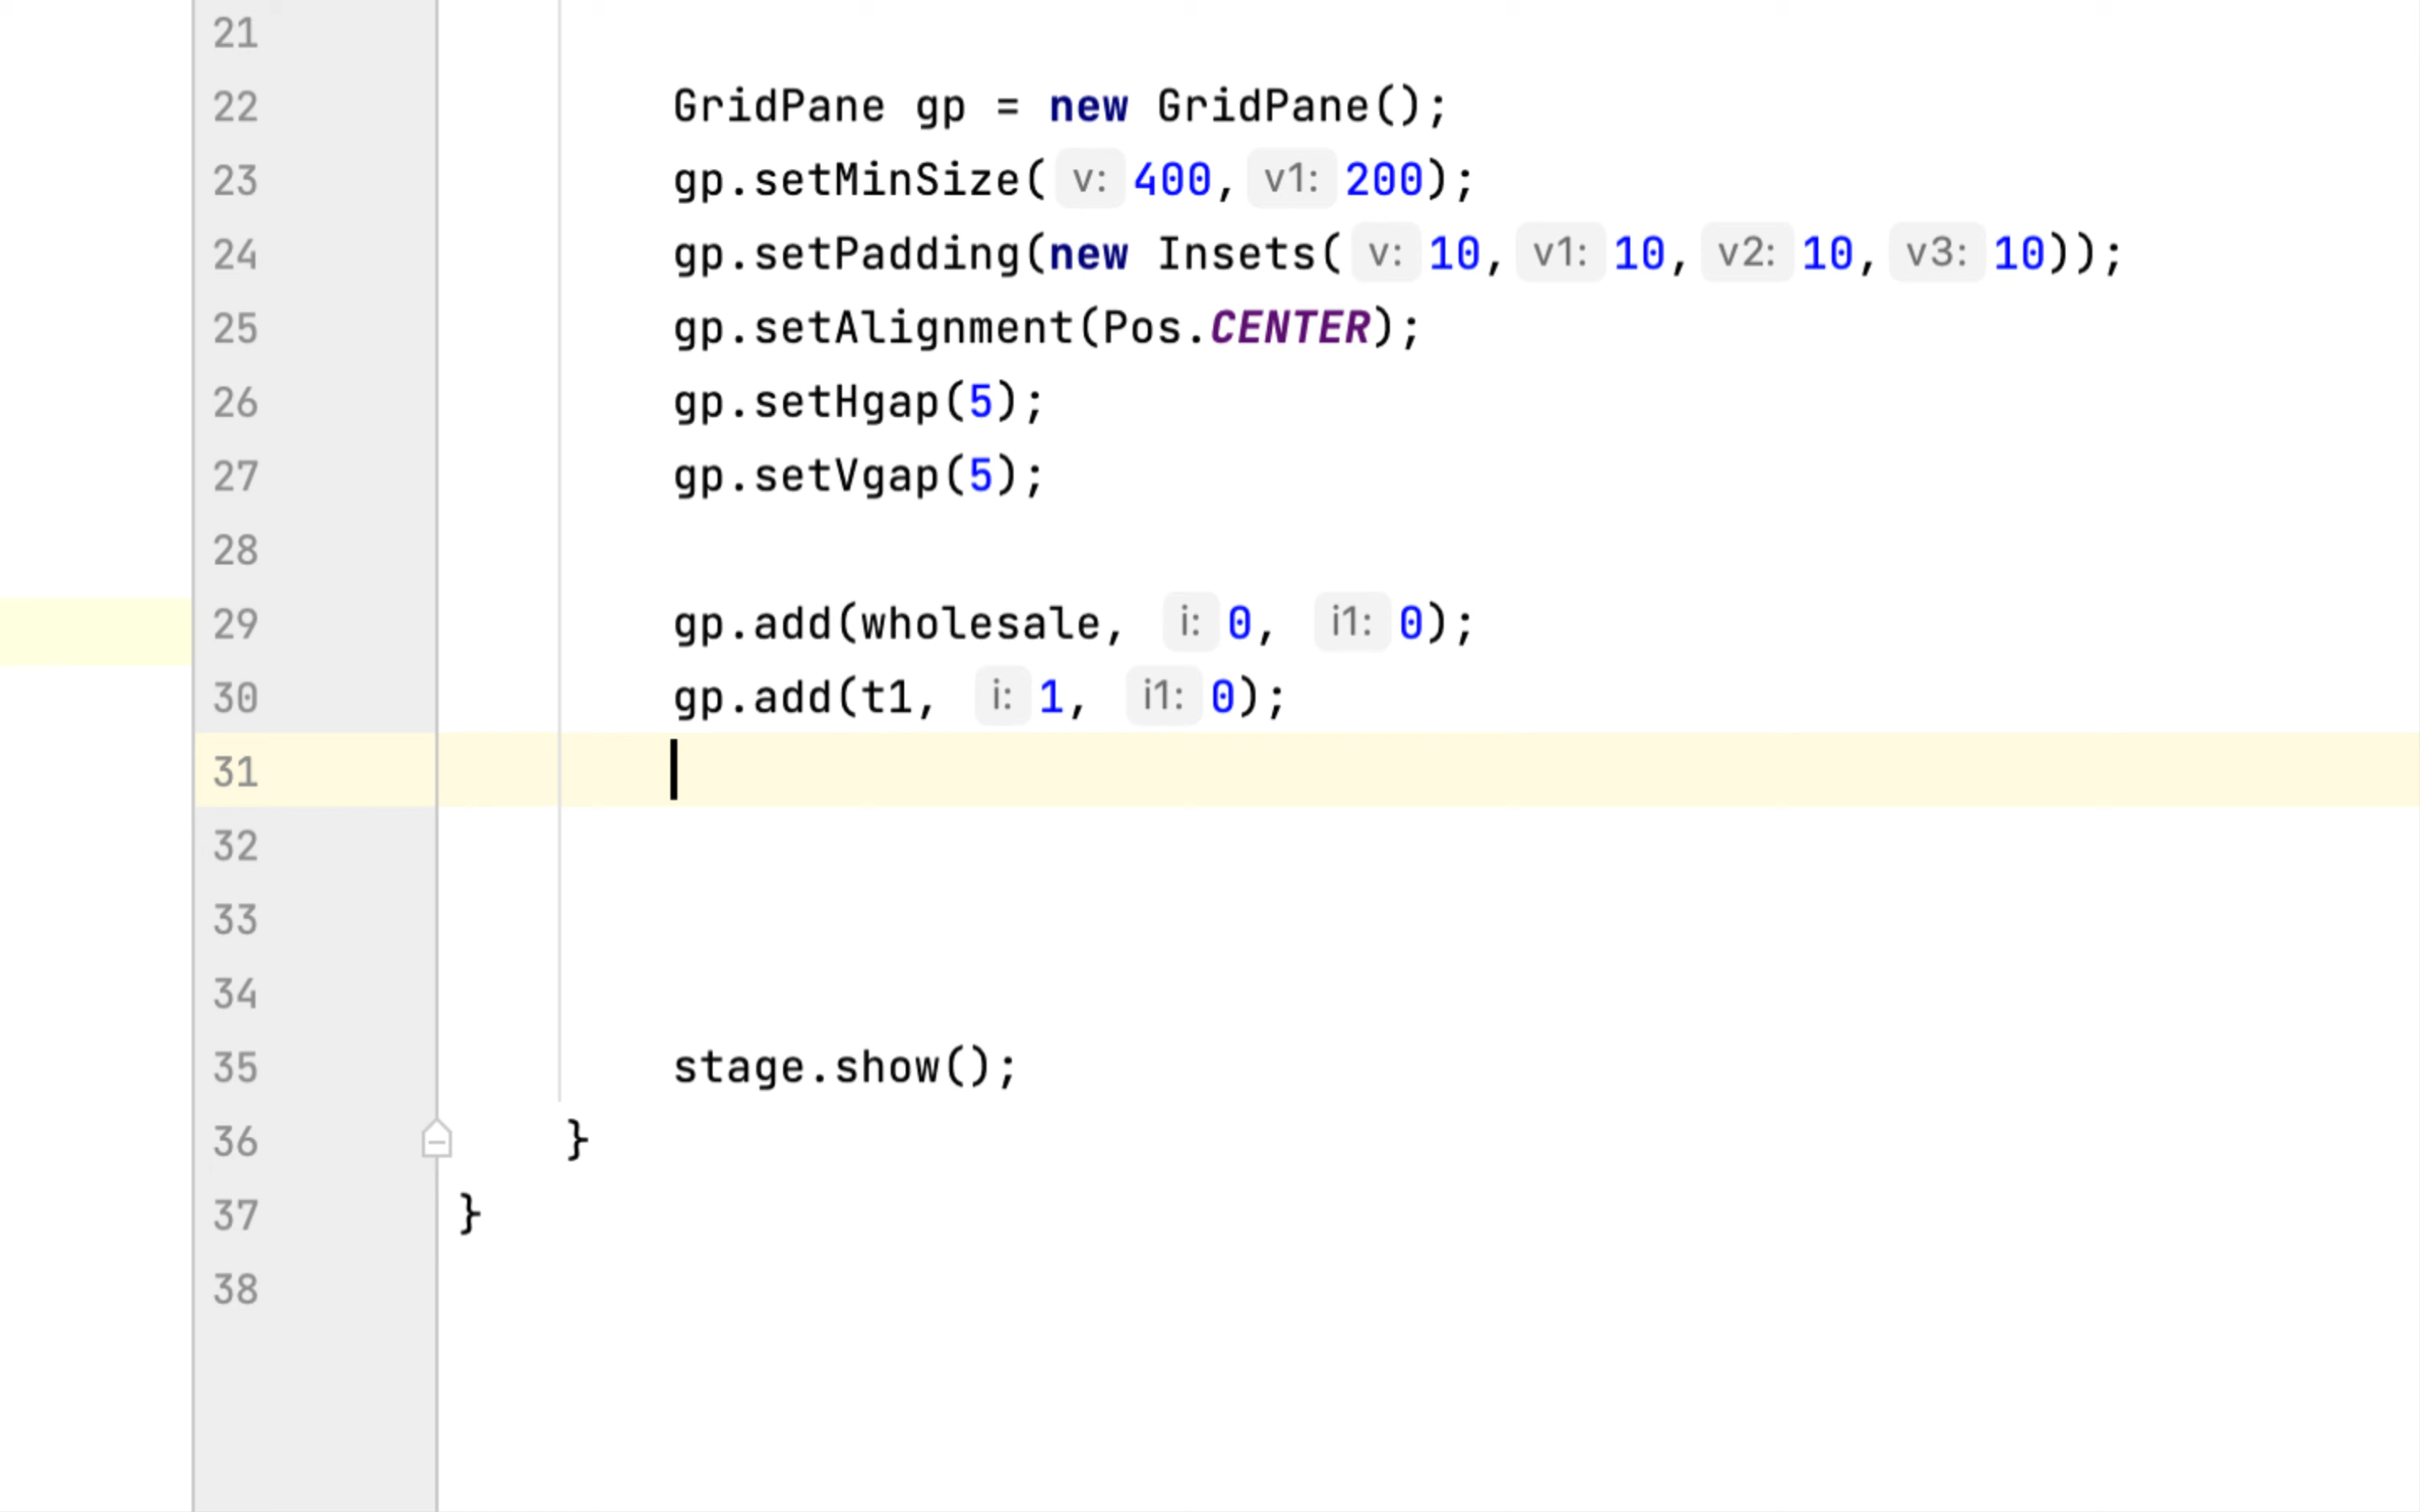 21
22 GridPane gp = new GridPane();
23 gp.setMinSize( v: 400, v1: 200);
24 gp.setPadding(new Insets( v: 10, v1: 10, v2: 10, v3: 10));
25 gp.setAlignment(Pos.CENTER);
26 gp.setHgap(5);
27 gp.setVgap(5);
28
29 gp.add(wholesale, i: 0, i1: 0);
30 gp.add(t1, i: 1, i1: 0);
31
32
33
34
35 stage.show();
36 }
37 }
38